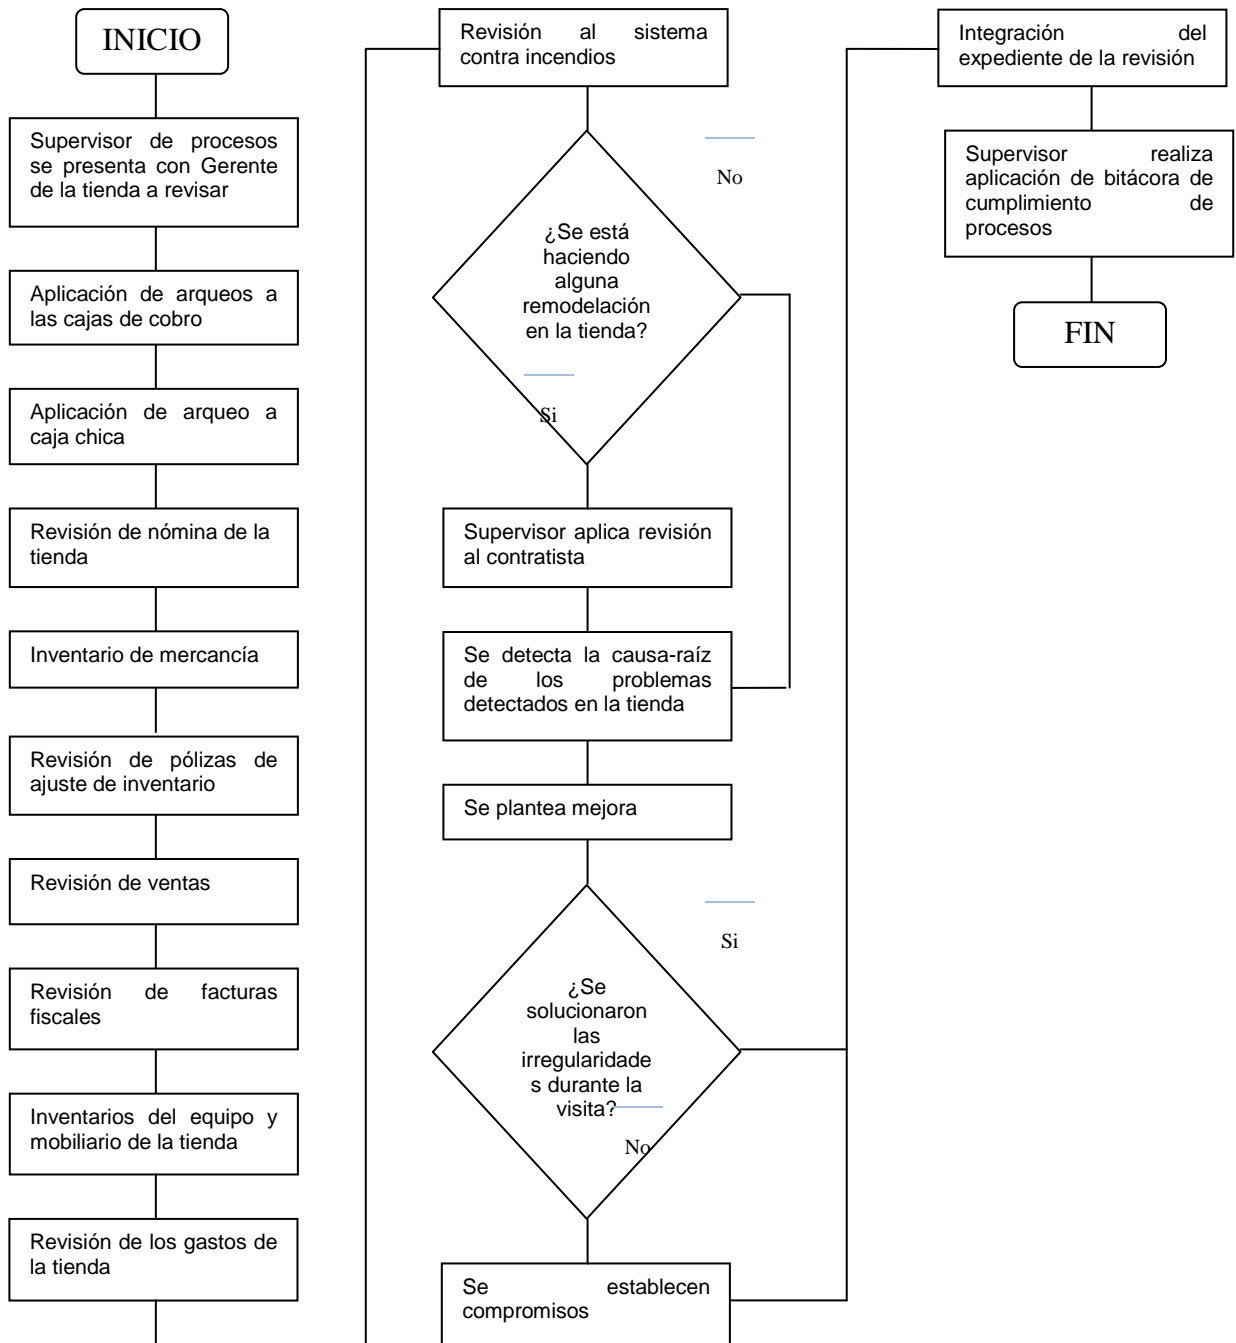 INICIO
Supervisor de procesos
se presenta con Gerente
de la tienda a revisar
Aplicación de arqueos a
las cajas de cobro
Aplicación de arqueo a
caja chica
Revisión de nómina de la
tienda
Inventario de mercancía
Revisión de pólizas de
ajuste de inventario
Revisión de ventas
Revisión de facturas
fiscales
Inventarios del equipo y
mobiliario de la tienda
Revisión de los gastos de
la tienda
Revisión al sistema
contra incendios
No
¿Se está
haciendo
alguna
remodelación
en la tienda?
Si
Supervisor aplica revisión
al contratista
Se detecta la causa-raíz
de los problemas
detectados en la tienda
Se plantea mejora
Si
¿Se
solucionaron
las
irregularidade
s durante la
visita?
No
Se establecen
compromisos
Integración del
expediente de la revisión
Supervisor realiza
aplicación de bitácora de
cumplimiento de
procesos
FIN